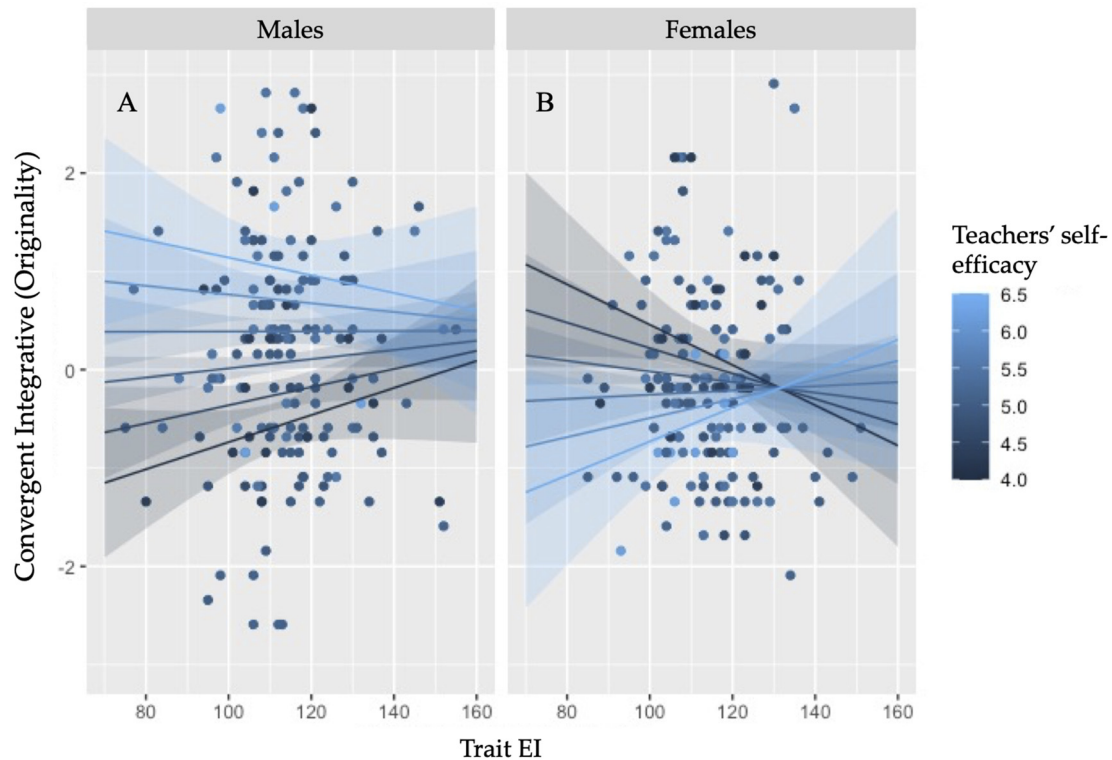 Males
Females
A
B
Convergent Integrative (Originality)
2
0
-2
80
100
120
140
160
80
100
120
140
160
Trait EI
Teachers’ self-
efficacy
6.5
6.0
5.5
5.0
4.5
4.0